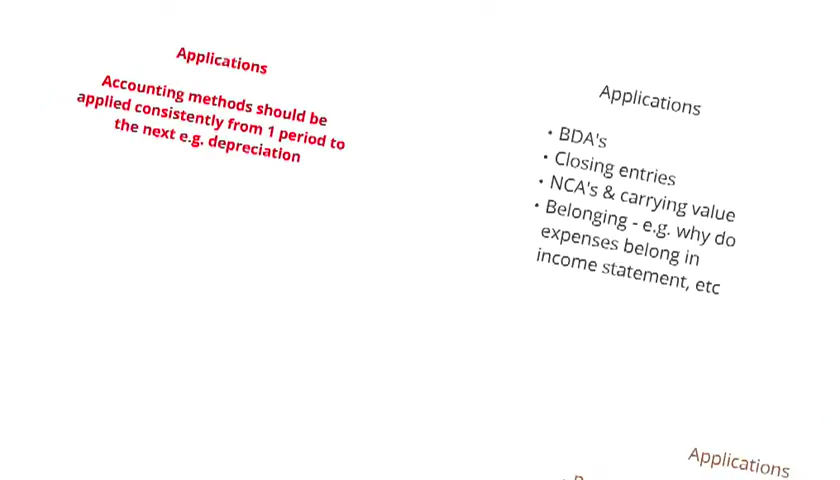 Applications
Accounting methods should be
applied consistently from 1 period to
the next e.g. depreciation
Applications
• BDA's
• Closing entries
• NCA's & carrying value
• Belonging - e.g. why do
expenses belong in
income statement, etc
Applications